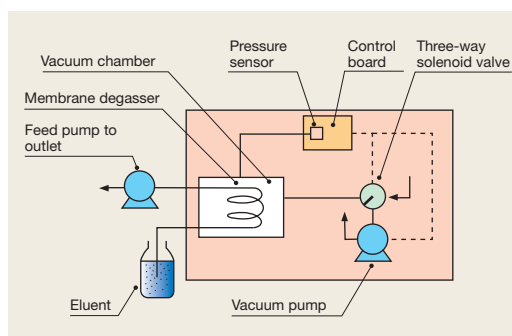 Pressure
sensor
Control
board
Three-way
solenoid valve
Vacuum chamber
Membrane degasser
Feed pump to
outlet
Eluent
Vacuum pump